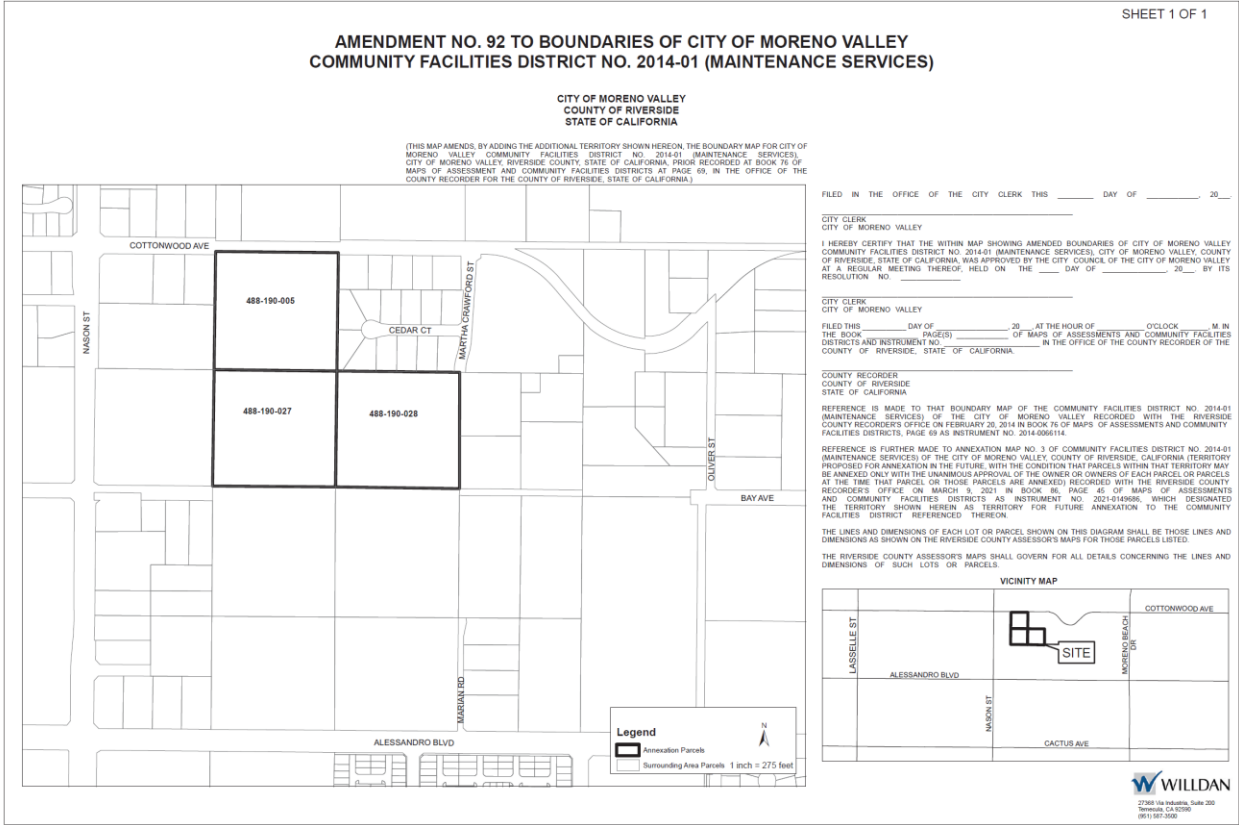 SHEET 1 OF 1
AMENDMENT NO. 92 TO BOUNDARIES OF CITY OF MORENO VALLEY
COMMUNITY FACILITIES DISTRICT NO. 2014-01 (MAINTENANCE SERVICES)
CITY OF MORENO VALLEY
COUNTY OF RIVERSIDE
STATE OF CALIFORNIA
(THIS MAP AMENDS, BY ADDING THE ADDITIONAL TERRITORY SHOWN HEREON, THE BOUNDARY MAP FOR CITY OF
MORENO VALLEY COMMUNITY FACILITIES DISTRICT NO. 2014-01 (MAINTENANCE SERVICES),
CITY OF MORENO VALLEY, RIVERSIDE COUNTY, STATE OF CALIFORNIA, PRIOR RECORDED AT BOOK 76 OF
MAPS OF ASSESSMENT AND COMMUNITY FACILITIES DISTRICTS AT PAGE 69, IN THE OFFICE OF THE
COUNTY RECORDER FOR THE COUNTY OF RIVERSIDE, STATE OF CALIFORNIA.)
COTTONWOOD AVE
NASON ST
488-190-005
CEDAR CT
MARTHA CRAWFORD ST
488-190-027
488-190-028
OLIVER ST
BAY AVE
MARIAN RD
ALESSANDRO BLVD
Legend
N
Annexation Parcels
Surrounding Area Parcels 1 inch = 275 feet
FILED IN THE OFFICE OF THE CITY CLERK THIS ________ DAY OF __________, 20___.
CITY CLERK
CITY OF MORENO VALLEY
I HEREBY CERTIFY THAT THE WITHIN MAP SHOWING AMENDED BOUNDARIES OF CITY OF MORENO VALLEY
COMMUNITY FACILITIES DISTRICT NO. 2014-01 (MAINTENANCE SERVICES), CITY OF MORENO VALLEY, COUNTY
OF RIVERSIDE, STATE OF CALIFORNIA, WAS APPROVED BY THE CITY COUNCIL OF THE CITY OF MORENO VALLEY
AT A REGULAR MEETING THEREOF, HELD ON THE ____ DAY OF ____________, 20___. BY ITS
RESOLUTION NO. ____________
CITY CLERK
CITY OF MORENO VALLEY
FILED THIS __________ DAY OF ________________, 20___, AT THE HOUR OF __________ O'CLOCK ______, M. IN
THE BOOK __________ PAGE(S) ____________ OF MAPS OF ASSESSMENTS AND COMMUNITY FACILITIES
DISTRICTS AND INSTRUMENT NO. ____________________ IN THE OFFICE OF THE COUNTY RECORDER OF THE
COUNTY OF RIVERSIDE, STATE OF CALIFORNIA.
COUNTY RECORDER
COUNTY OF RIVERSIDE
STATE OF CALIFORNIA
REFERENCE IS MADE TO THAT BOUNDARY MAP OF THE COMMUNITY FACILITIES DISTRICT NO. 2014-01
(MAINTENANCE SERVICES) OF THE CITY OF MORENO VALLEY RECORDED WITH THE RIVERSIDE
COUNTY RECORDER'S OFFICE ON FEBRUARY 20, 2014 IN BOOK 76 OF MAPS OF ASSESSMENTS AND COMMUNITY
FACILITIES DISTRICTS, PAGE 69 AS INSTRUMENT NO. 2014-0066114.
REFERENCE IS FURTHER MADE TO ANNEXATION MAP NO. 3 OF COMMUNITY FACILITIES DISTRICT NO. 2014-01
(MAINTENANCE SERVICES) OF THE CITY OF MORENO VALLEY, COUNTY OF RIVERSIDE, CALIFORNIA (TERRITORY
PROPOSED FOR ANNEXATION IN THE FUTURE, WITH THE CONDITION THAT PARCELS WITHIN THAT TERRITORY MAY
BE ANNEXED ONLY WITH THE UNANIMOUS APPROVAL OF THE OWNER OR OWNERS OF EACH PARCEL OR PARCELS
AT THE TIME THAT PARCEL OR THOSE PARCELS ARE ANNEXED) RECORDED WITH THE RIVERSIDE COUNTY
RECORDER'S OFFICE ON MARCH 9, 2021 IN BOOK 86, PAGE 45 OF MAPS OF ASSESSMENTS
AND COMMUNITY FACILITIES DISTRICTS AS INSTRUMENT NO. 2021-0149686, WHICH DESIGNATED
THE TERRITORY SHOWN HEREIN AS TERRITORY FOR FUTURE ANNEXATION TO THE COMMUNITY
FACILITIES DISTRICT REFERENCED THEREON.
THE LINES AND DIMENSIONS OF EACH LOT OR PARCEL SHOWN ON THIS DIAGRAM SHALL BE THOSE LINES AND
DIMENSIONS AS SHOWN ON THE RIVERSIDE COUNTY ASSESSOR'S MAPS FOR THOSE PARCELS LISTED.
THE RIVERSIDE COUNTY ASSESSOR'S MAPS SHALL GOVERN FOR ALL DETAILS CONCERNING THE LINES AND
DIMENSIONS OF SUCH LOTS OR PARCELS.
VICINITY MAP
COTTONWOOD AVE
LASSELLE ST
MORENO BEACH
DR
SITE
ALESSANDRO BLVD
NASON ST
CACTUS AVE
WILLDAN
27368 Via Industria, Suite 200
Temecula, CA 92590
(951) 587-3500